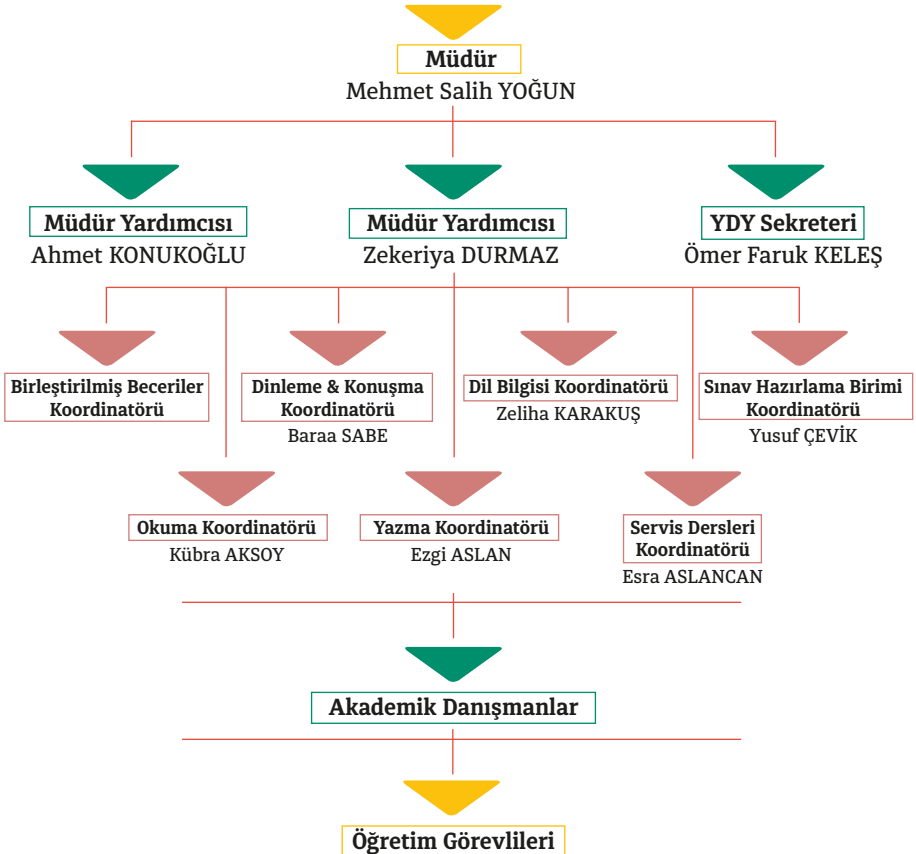 Müdür
Mehmet Salih YOĞUN
Müdür Yardımcısı
Ahmet KONUKOĞLU
Müdür Yardımcısı
Zekeriya DURMAZ
YDY Sekreteri
Ömer Faruk KELEŞ
Birleştirilmiş Beceriler
Koordinatörü
Dinleme & Konuşma
Koordinatörü
Baraa SABE
Dil Bilgisi Koordinatörü
Zeliha KARAKUŞ
Sınav Hazırlama Birimi
Koordinatörü
Yusuf ÇEVİK
Okuma Koordinatörü
Kübra AKSOY
Yazma Koordinatörü
Ezgi ASLAN
Servis Dersleri
Koordinatörü
Esra ASLANCAN
Akademik Danışmanlar
Öğretim Görevlileri